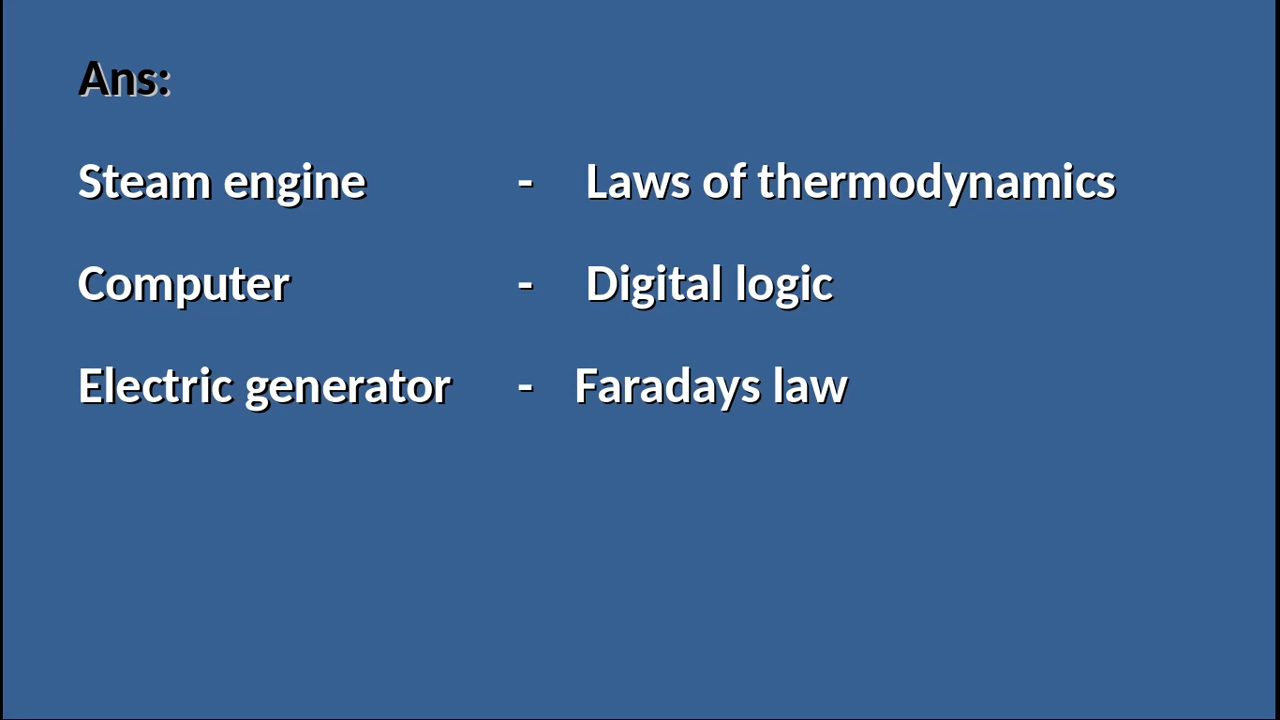 Ans:
Steam engine - Laws of thermodynamics
Computer - Digital logic
Electric generator - Faradays law